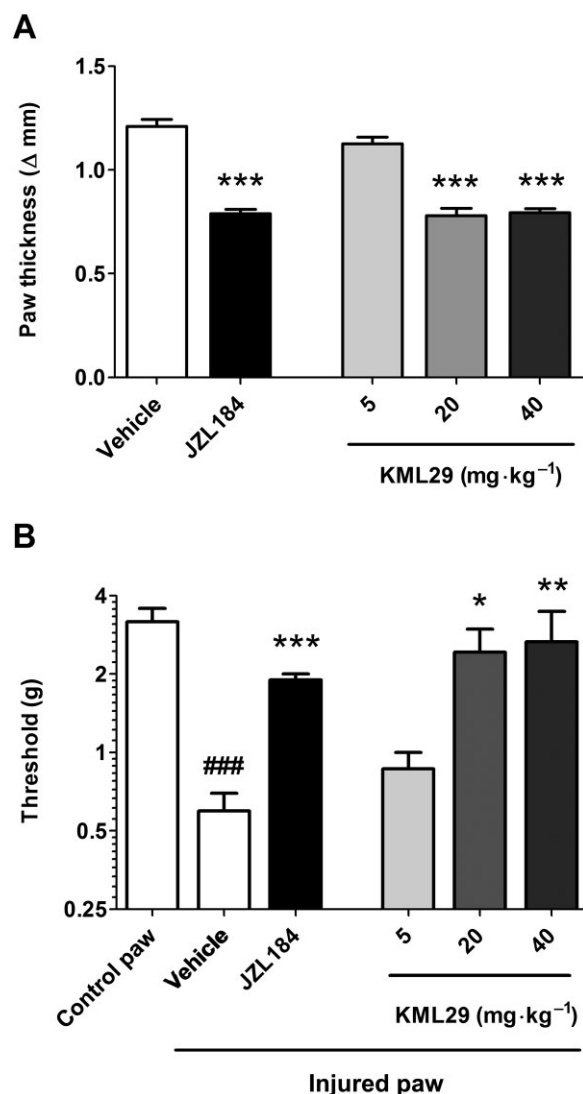 A
Paw thickness (Δ mm)
1.5
1.0
0.5
0.0
***
***
***
Vehicle
JZL184
5
20
40
KML29 (mg·kg⁻¹)
B
Threshold (g)
4
2
1
0.5
0.25
###
***
*
**
Control paw
Vehicle
JZL184
5
20
40
KML29 (mg·kg⁻¹)
Injured paw